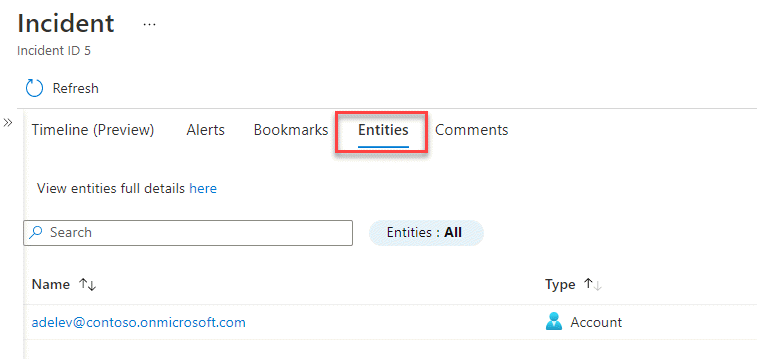 Incident ...
Incident ID 5
Refresh
Timeline (Preview) Alerts Bookmarks Entities Comments
View entities full details here
Search Entities : All
Name Type
adelev@contoso.onmicrosoft.com Account